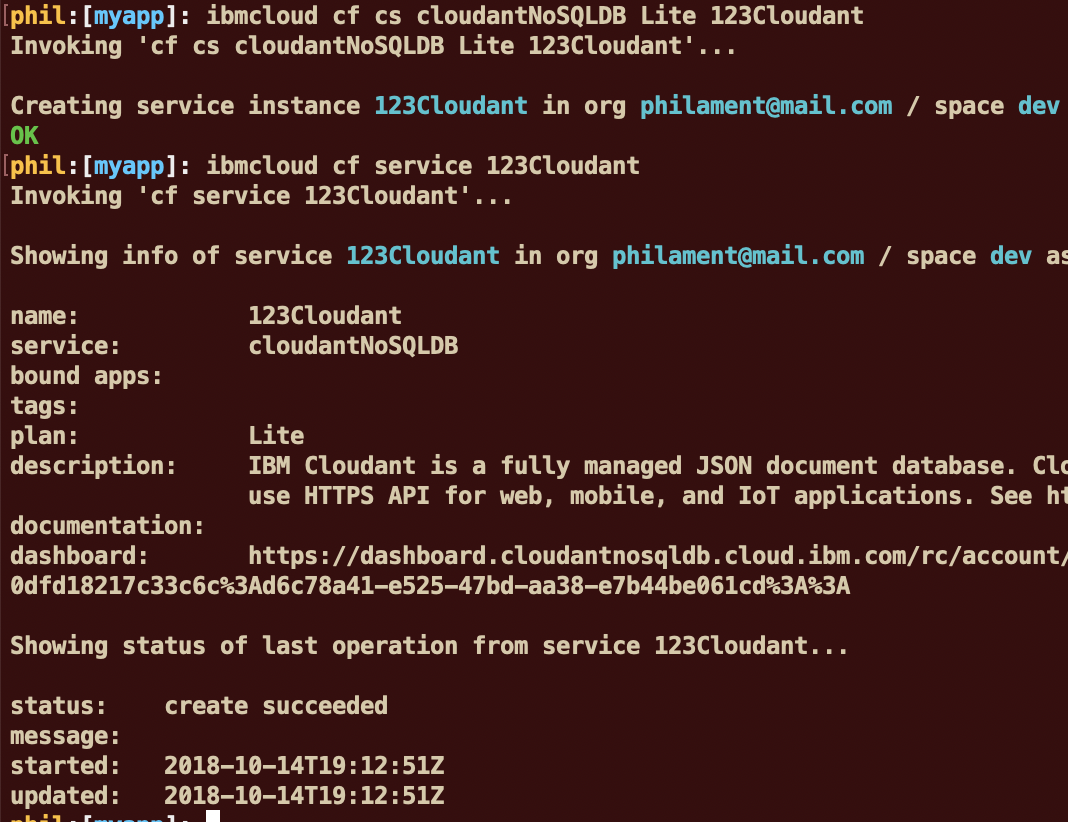 phil:[myapp]: ibmcloud cf cs cloudantNoSQLDB Lite 123Cloudant
Invoking 'cf cs cloudantNoSQLDB Lite 123Cloudant'...
Creating service instance 123Cloudant in org philament@mail.com / space dev
OK
phil:[myapp]: ibmcloud cf service 123Cloudant
Invoking 'cf service 123Cloudant'...
Showing info of service 123Cloudant in org philament@mail.com / space dev as
name: 123Cloudant
service: cloudantNoSQLDB
bound apps:
tags:
plan: Lite
description: IBM Cloudant is a fully managed JSON document database. Clo
use HTTPS API for web, mobile, and IoT applications. See ht
documentation:
dashboard: https://dashboard.cloudantnosqldb.cloud.ibm.com/rc/account/
0dfd18217c33c6c%3Ad6c78a41-e525-47bd-aa38-e7b44be061cd%3A%3A
Showing status of last operation from service 123Cloudant...
status: create succeeded
message:
started: 2018-10-14T19:12:51Z
updated: 2018-10-14T19:12:51Z
phil:[myapp]: